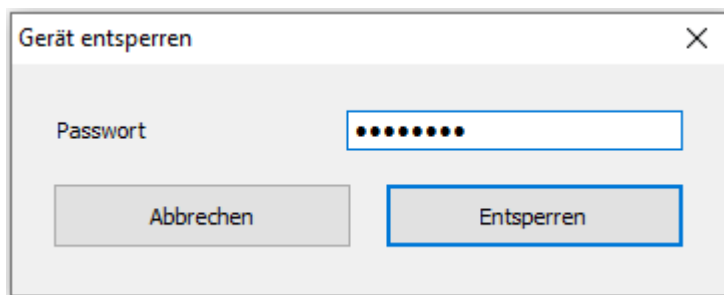 Gerät entsperren
Passwort ●●●●●●●●
Abbrechen Entsperren